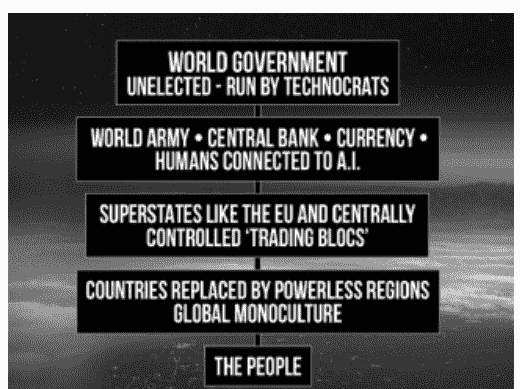 WORLD GOVERNMENT
UNELECTED - RUN BY TECHNOCRATS
WORLD ARMY • CENTRAL BANK • CURRENCY •
HUMANS CONNECTED TO A.I.
SUPERSTATES LIKE THE EU AND CENTRALLY
CONTROLLED 'TRADING BLOCS'
COUNTRIES REPLACED BY POWERLESS REGIONS
GLOBAL MONOCULTURE
THE PEOPLE